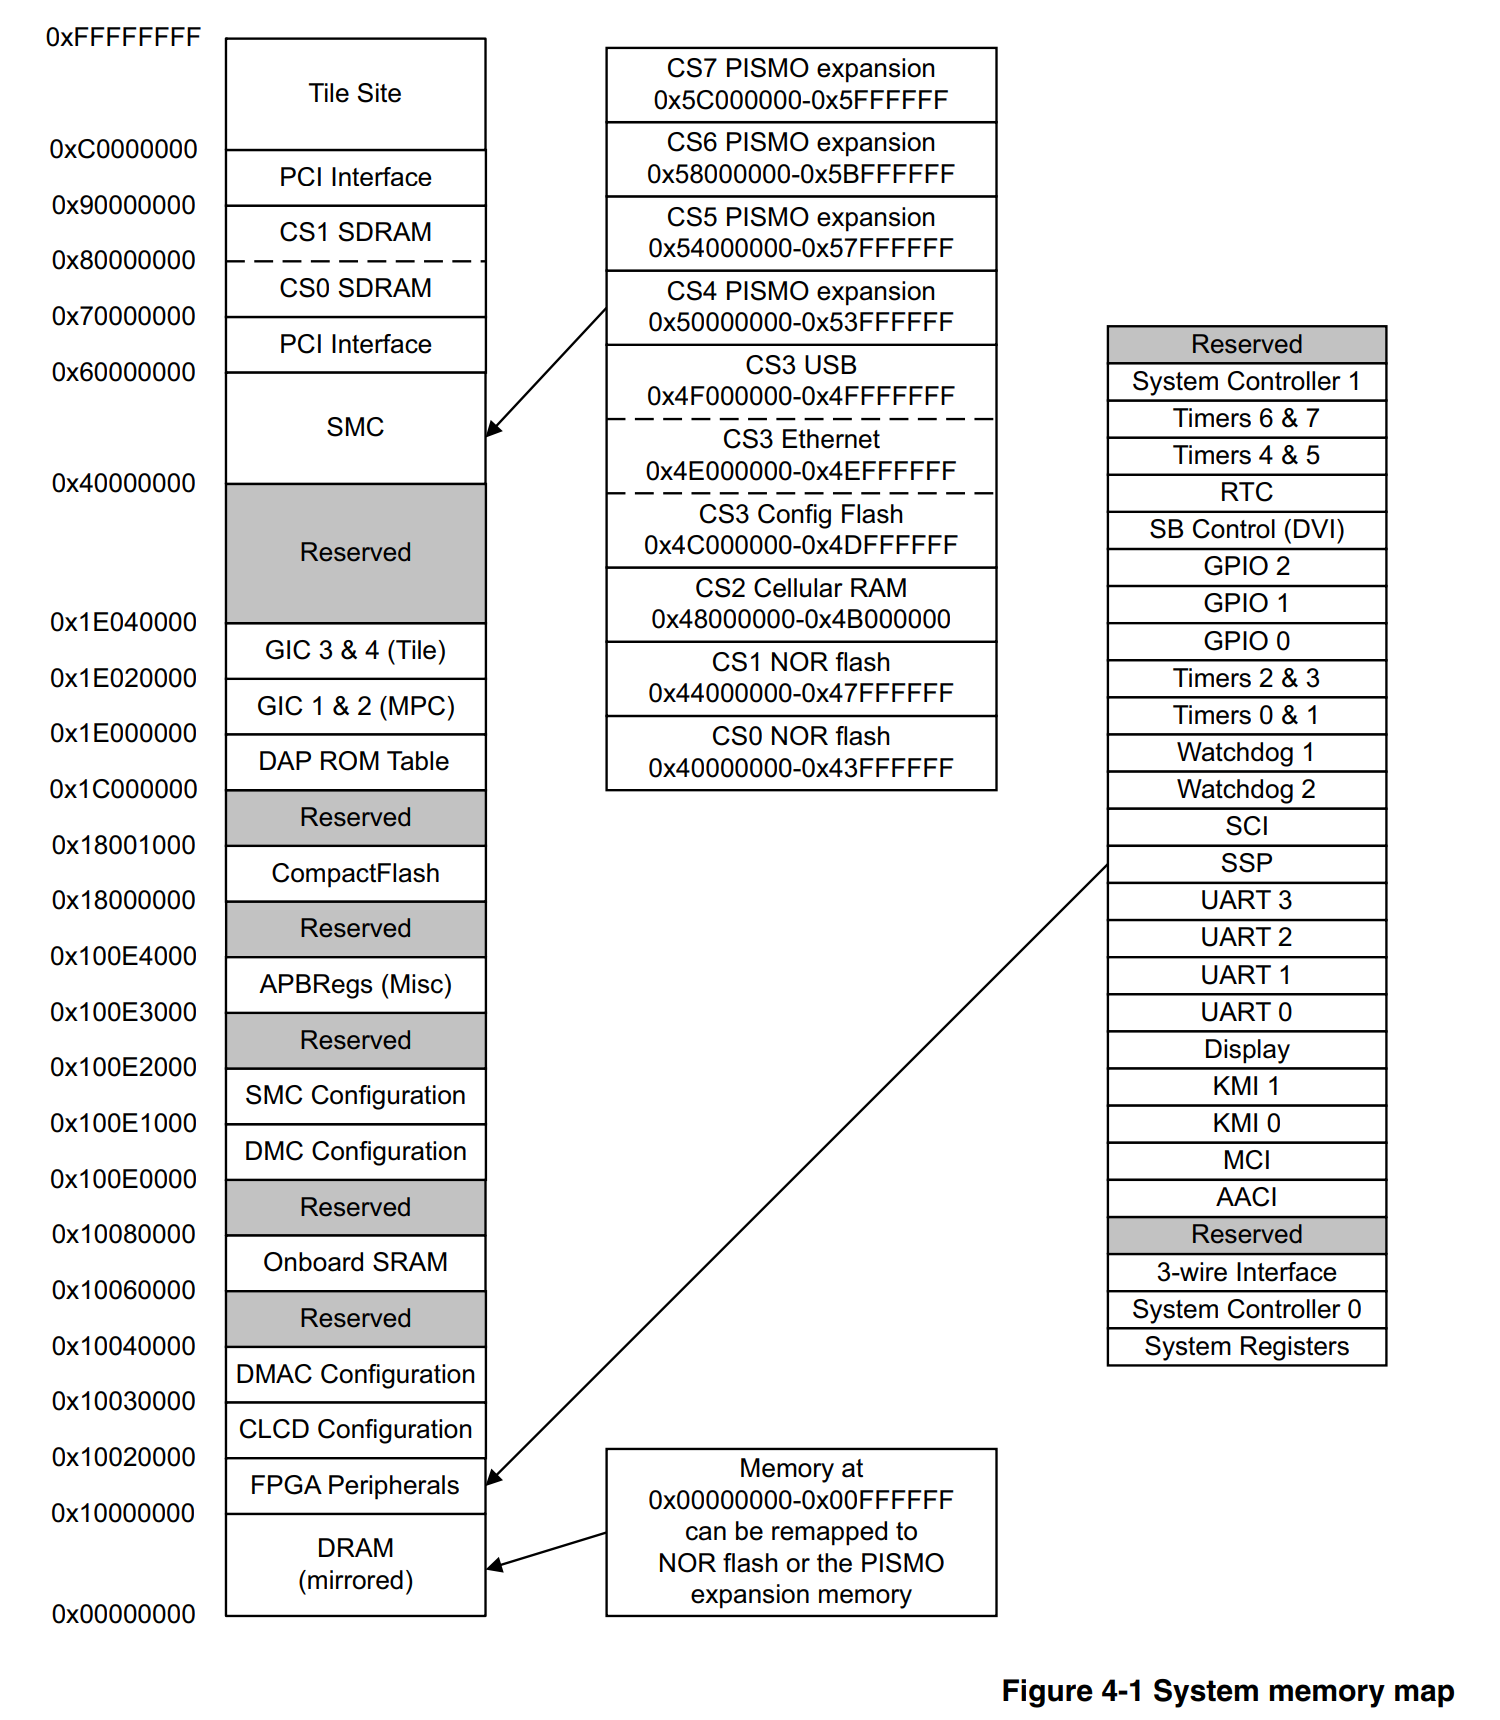 0xFFFFFFFF
Tile Site
0xC0000000
PCI Interface
0x90000000
CS1 SDRAM
0x80000000
CS0 SDRAM
0x70000000
PCI Interface
0x60000000
SMC
0x40000000
Reserved
0x1E040000
GIC 3 & 4 (Tile)
0x1E020000
GIC 1 & 2 (MPC)
0x1E000000
DAP ROM Table
0x1C000000
Reserved
0x18001000
CompactFlash
0x18000000
Reserved
0x100E4000
APBRegs (Misc)
0x100E3000
Reserved
0x100E2000
SMC Configuration
0x100E1000
DMC Configuration
0x100E0000
Reserved
0x10080000
Onboard SRAM
0x10060000
Reserved
0x10040000
DMAC Configuration
0x10030000
CLCD Configuration
0x10020000
FPGA Peripherals
0x10000000
DRAM
(mirrored)
0x00000000
CS7 PISMO expansion
0x5C000000-0x5FFFFFFF
CS6 PISMO expansion
0x58000000-0x5BFFFFFF
CS5 PISMO expansion
0x54000000-0x57FFFFFF
CS4 PISMO expansion
0x50000000-0x53FFFFFF
CS3 USB
0x4F000000-0x4FFFFFFF
CS3 Ethernet
0x4E000000-0x4EFFFFFF
CS3 Config Flash
0x4C000000-0x4DFFFFFF
CS2 Cellular RAM
0x48000000-0x4B000000
CS1 NOR flash
0x44000000-0x47FFFFFF
CS0 NOR flash
0x40000000-0x43FFFFFF
Memory at
0x00000000-0x00FFFFFF
can be remapped to
NOR flash or the PISMO
expansion memory
Reserved
System Controller 1
Timers 6 & 7
Timers 4 & 5
RTC
SB Control (DVI)
GPIO 2
GPIO 1
GPIO 0
Timers 2 & 3
Timers 0 & 1
Watchdog 1
Watchdog 2
SCI
SSP
UART 3
UART 2
UART 1
UART 0
Display
KMI 1
KMI 0
MCI
AACI
Reserved
3-wire Interface
System Controller 0
System Registers
Figure 4-1 System memory map